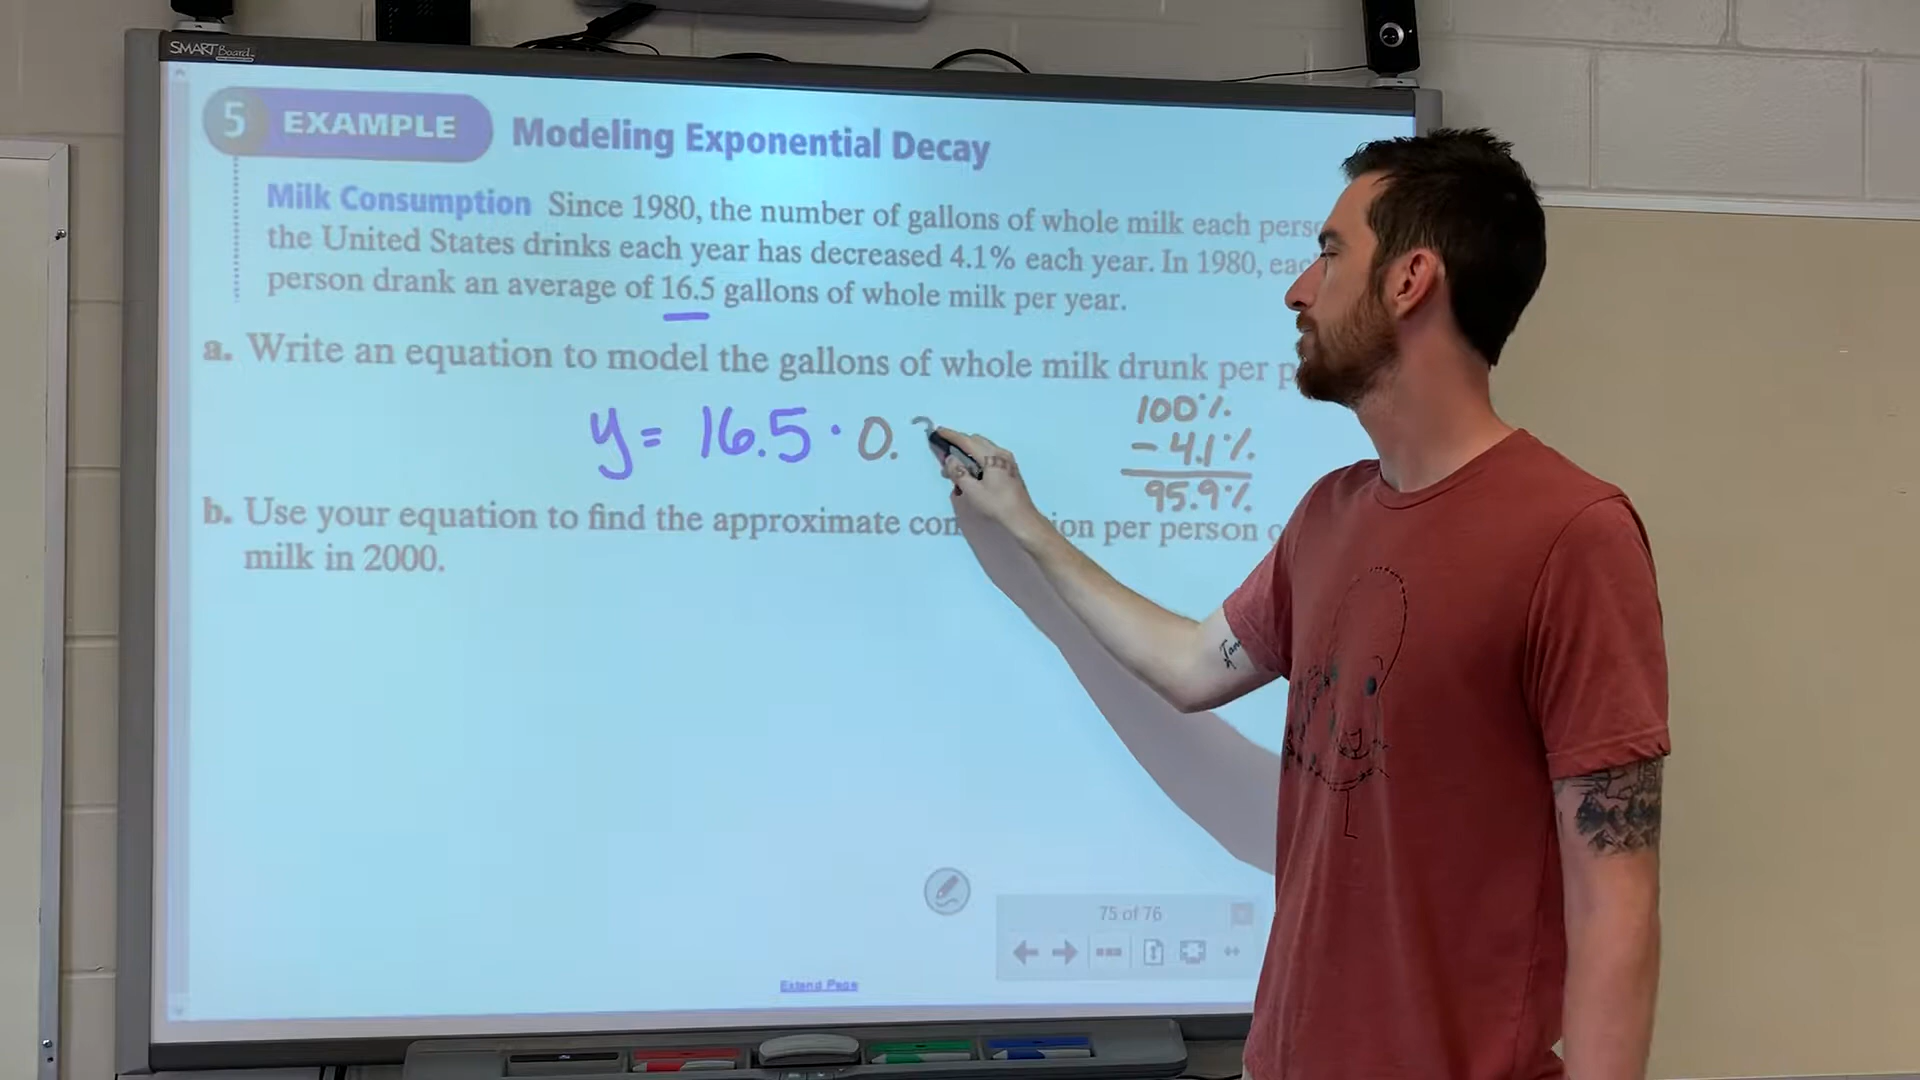 SMART Board
5 EXAMPLE Modeling Exponential Decay
Milk Consumption Since 1980, the number of gallons of whole milk each
the United States drinks each year has decreased 4.1% each year. In 1980,
person drank an average of 16.5 gallons of whole milk per year.
a. Write an equation to model the gallons of whole milk drunk per
y = 16.5 · 0.
100%
- 4.1%
95.9%
b. Use your equation to find the approximate per person
milk in 2000.
75 of 76
Extend Page